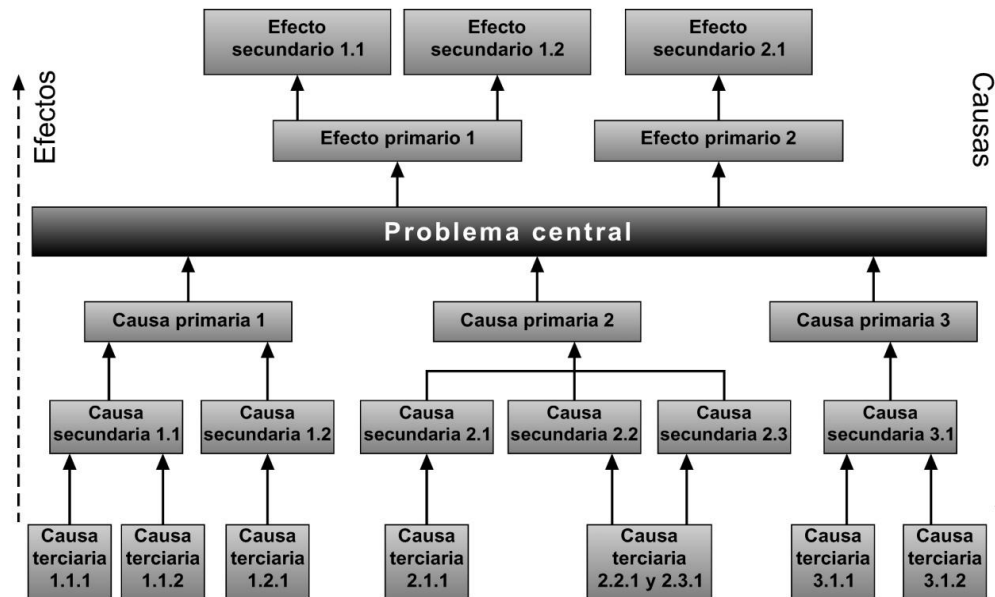 Efecto
secundario 1.1
Efecto
secundario 1.2
Efecto
secundario 2.1
Efectos
Causas
Efecto primario 1
Efecto primario 2
Problema central
Causa primaria 1
Causa primaria 2
Causa primaria 3
Causa
secundaria 1.1
Causa
secundaria 1.2
Causa
secundaria 2.1
Causa
secundaria 2.2
Causa
secundaria 2.3
Causa
secundaria 3.1
Causa
terciaria
1.1.1
Causa
terciaria
1.1.2
Causa
terciaria
1.2.1
Causa
terciaria
2.1.1
Causa
terciaria
2.2.1 y 2.3.1
Causa
terciaria
3.1.1
Causa
terciaria
3.1.2